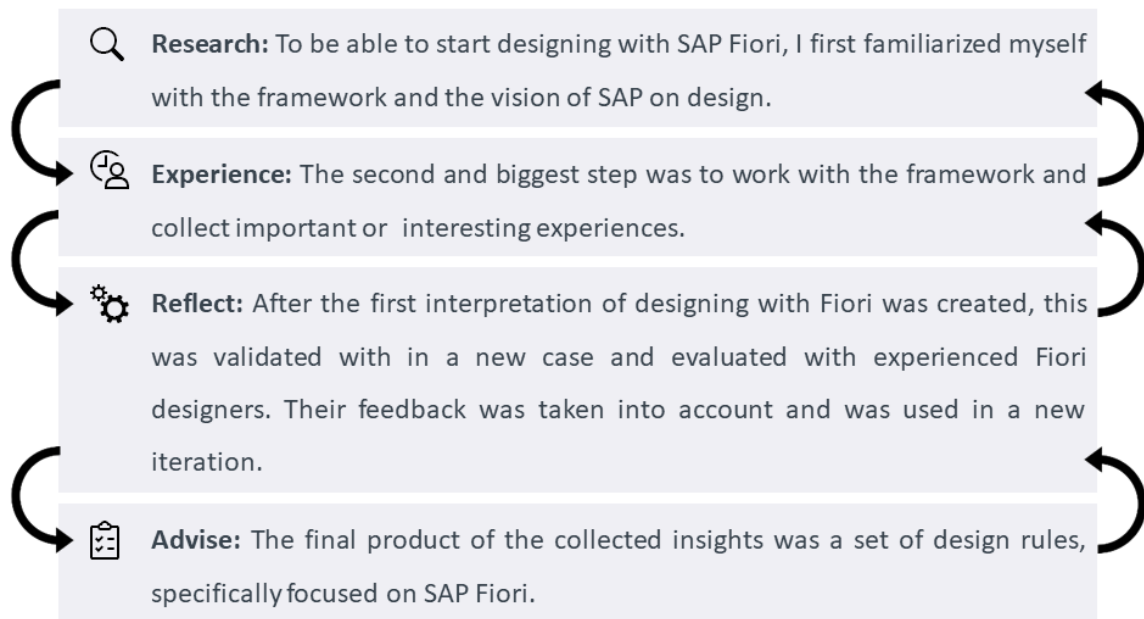 Research: To be able to start designing with SAP Fiori, I first familiarized myself
with the framework and the vision of SAP on design.
Experience: The second and biggest step was to work with the framework and
collect important or interesting experiences.
Reflect: After the first interpretation of designing with Fiori was created, this
was validated with in a new case and evaluated with experienced Fiori
designers. Their feedback was taken into account and was used in a new
iteration.
Advise: The final product of the collected insights was a set of design rules,
specifically focused on SAP Fiori.